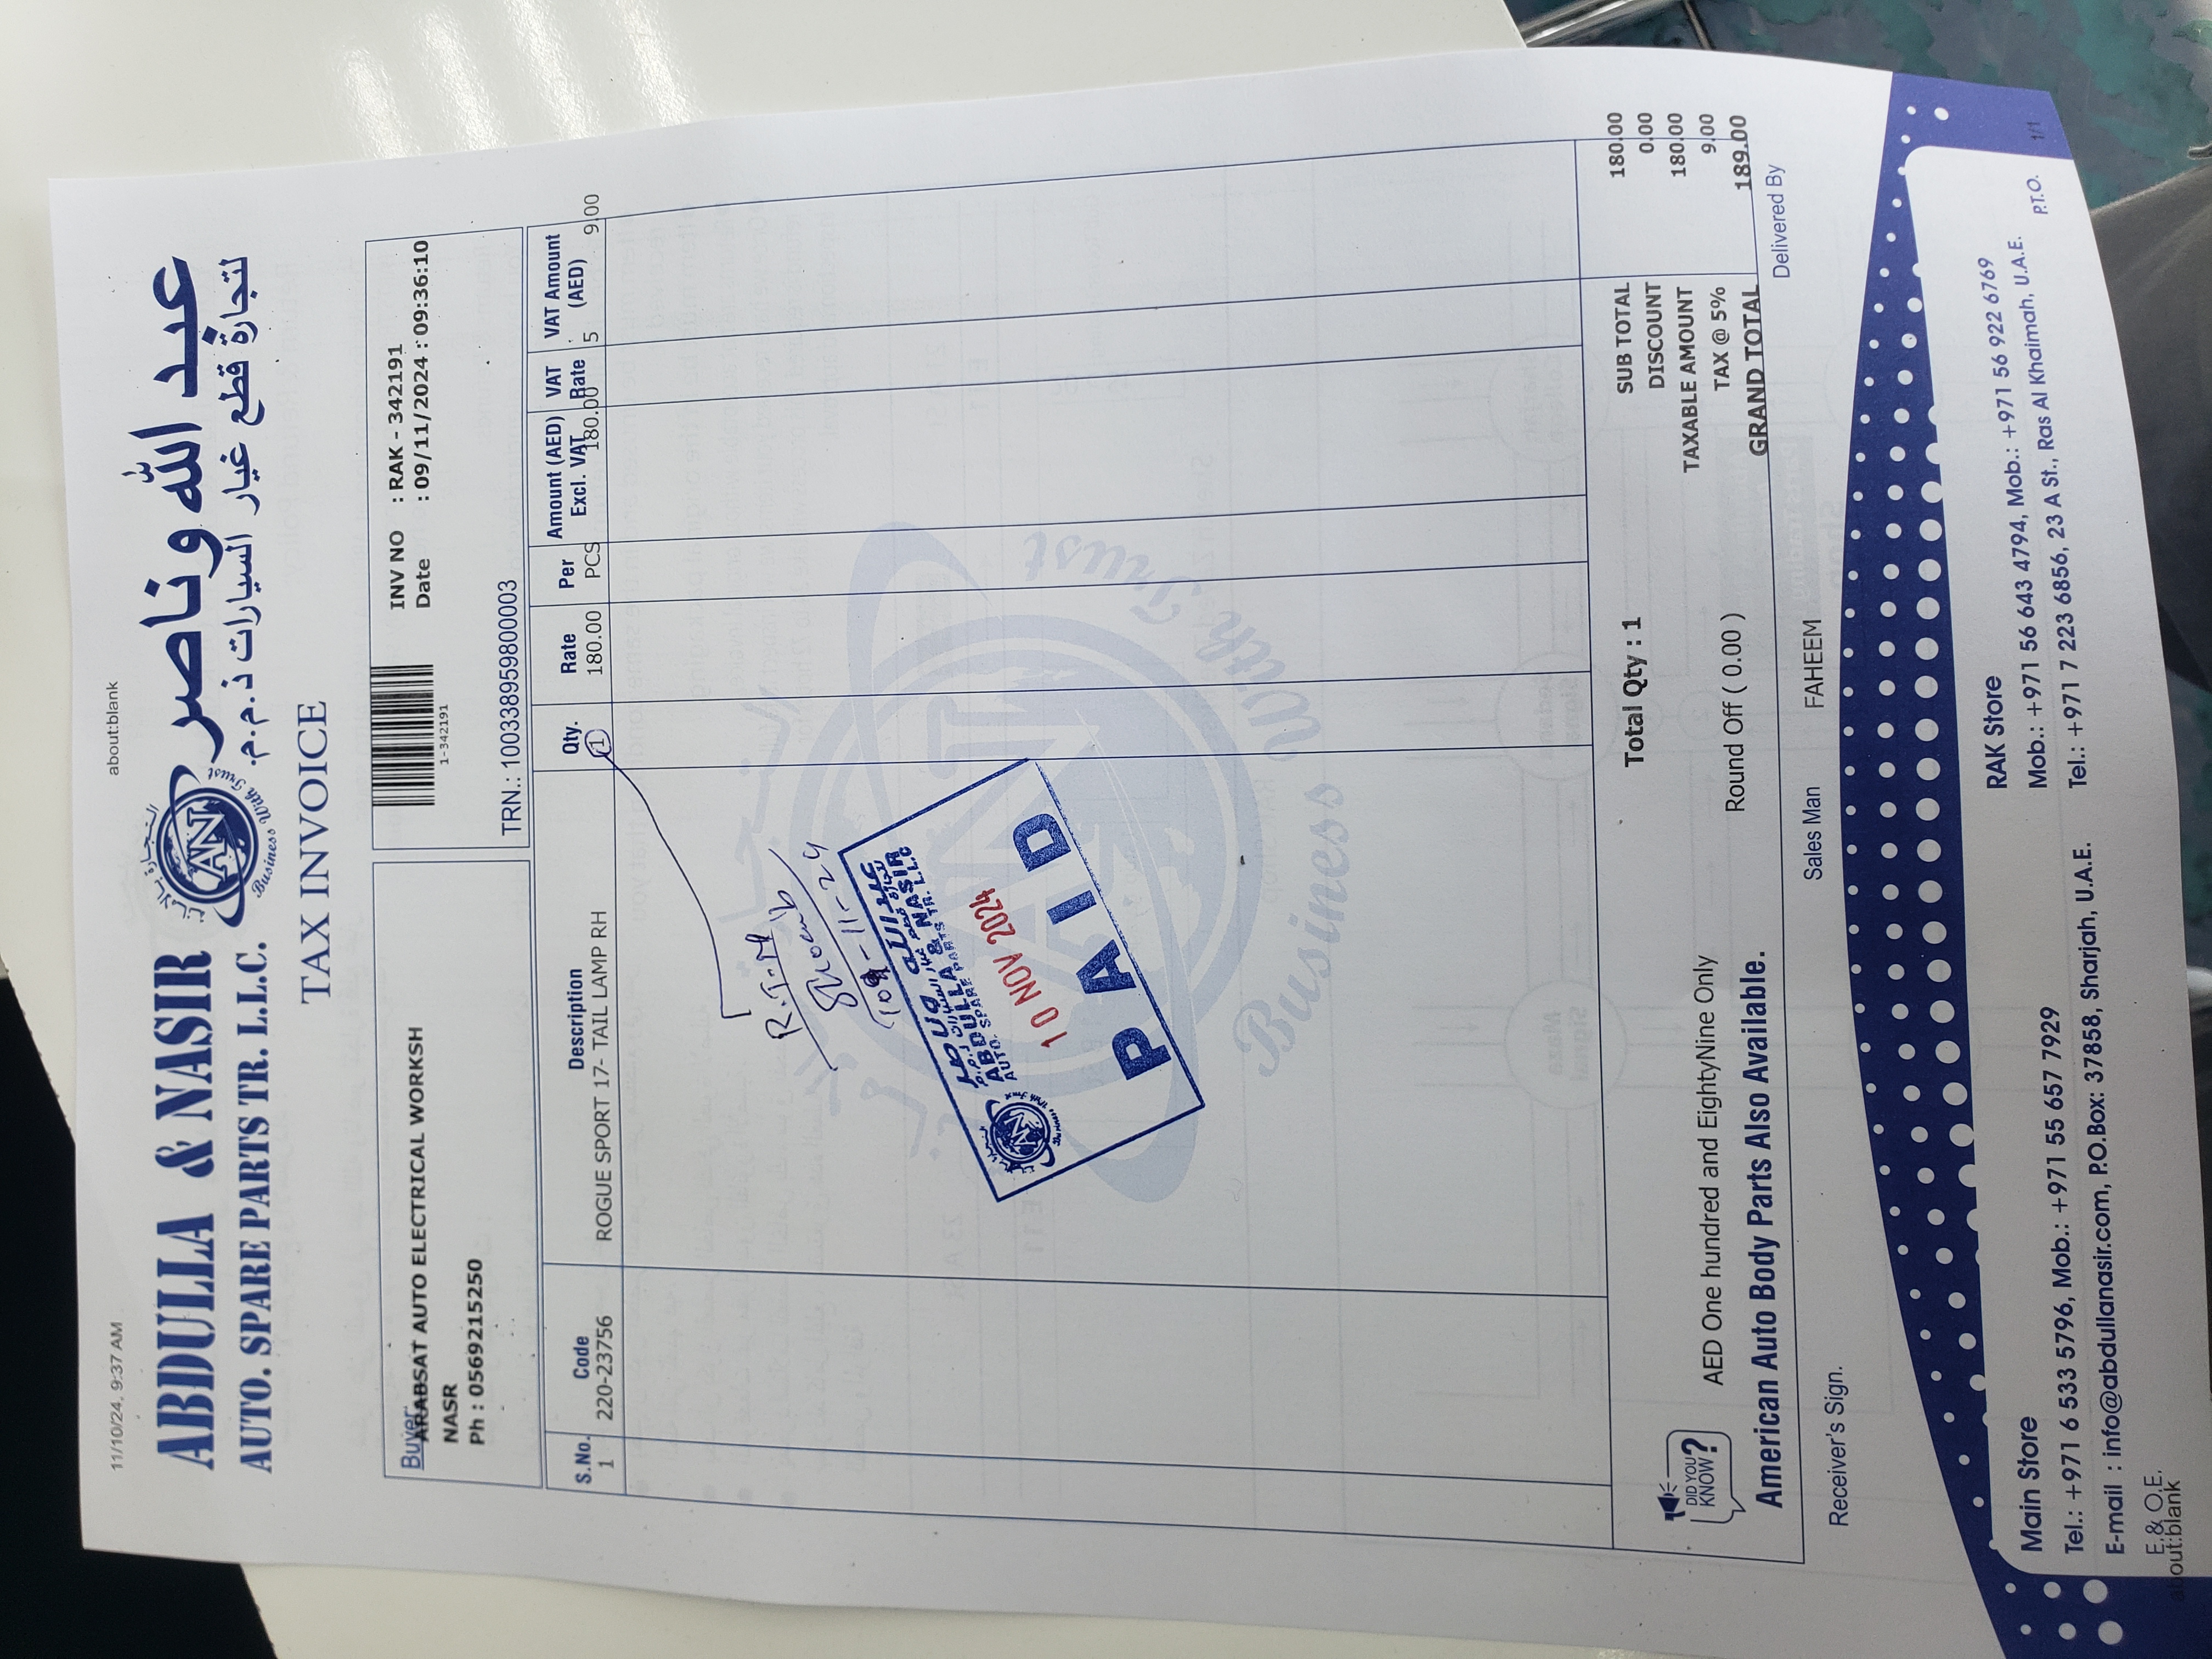 11/10/24, 9:37 AM about:blank
ABDULLA & NASIR
AUTO. SPARE PARTS TR. L.L.C.
عبد الله وناصر
لتجارة قطع غيار السيارات ذ.م.م.
AN
Business With Trust
TAX INVOICE
Buyer:
ARABSAT AUTO ELECTRICAL WORKSH
NASR
Ph : 0569215250
1-342191
INV NO : RAK - 342191
Date : 09/11/2024 : 09:36:10
TRN.: 100338959800003
S.No. Code Description Qty. Rate Per Amount (AED) Excl. VAT VAT Rate VAT Amount (AED)
1 220-23756 ROGUE SPORT 17- TAIL LAMP RH 1 180.00 PCS 180.00 5 9.00
ABDULLA & NASIR
AUTO. SPARE PARTS TR. L.L.C
10 NOV 2024
PAID
Business With Trust
Total Qty : 1
SUB TOTAL 180.00
DISCOUNT 0.00
TAXABLE AMOUNT 180.00
TAX @ 5% 9.00
GRAND TOTAL 189.00
DID YOU KNOW?
AED One hundred and EightyNine Only Round Off ( 0.00 )
American Auto Body Parts Also Available.
Receiver's Sign. Sales Man FAHEEM Delivered By
Main Store
Tel.: +971 6 533 5796, Mob.: +971 55 657 7929
E-mail : info@abdullanasir.com, P.O.Box: 37858, Sharjah, U.A.E.
RAK Store
Mob.: +971 56 643 4794, Mob.: +971 56 922 6769
Tel.: +971 7 223 6856, 23 A St., Ras Al Khaimah, U.A.E.
E.& O.E. P.T.O.
about:blank 1/1